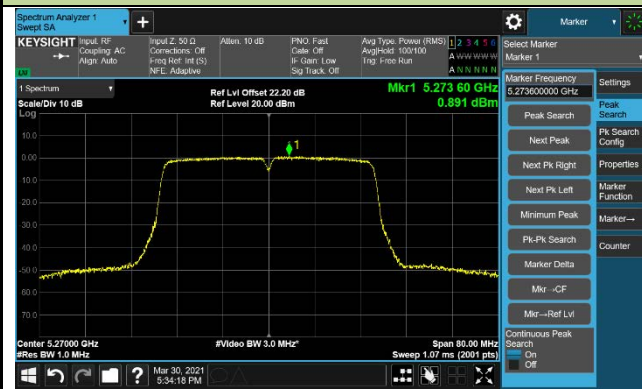 Spectrum Analyzer 1
Swept SA
Marker
KEYSIGHT
Input: RF
Coupling: AC
Align: Auto
Input Z: 50 Ω
Corrections: Off
Freq Ref: Int (S)
NFE: Adaptive
Atten: 10 dB
PNO: Fast
Gate: Off
IF Gain: Low
Sig Track: Off
Avg Type: Power (RMS)
Avg|Hold: 100/100
Trig: Free Run
1 2 3 4 5 6
A W W W W W
A N N N N N
LXI
Select Marker
Marker 1
1 Spectrum
Scale/Div 10 dB
Log
Ref Lvl Offset 22.20 dB
Ref Level 20.00 dBm
Mkr1 5.273 60 GHz
0.891 dBm
Marker Frequency
5.273600000 GHz
Peak Search
Next Peak
Next Pk Right
Next Pk Left
Minimum Peak
Pk-Pk Search
Marker Delta
Mkr→CF
Mkr→Ref Lvl
Continuous Peak
Search
On
Off
Settings
Peak
Search
Pk Search
Config
Properties
Marker
Function
Marker→
Counter
10.0
0.00
10.0
20.0
30.0
40.0
50.0
60.0
70.0
1
Center 5.27000 GHz
#Res BW 1.0 MHz
#Video BW 3.0 MHz*
Span 80.00 MHz
Sweep 1.07 ms (2001 pts)
?
Mar 30, 2021
5:34:18 PM